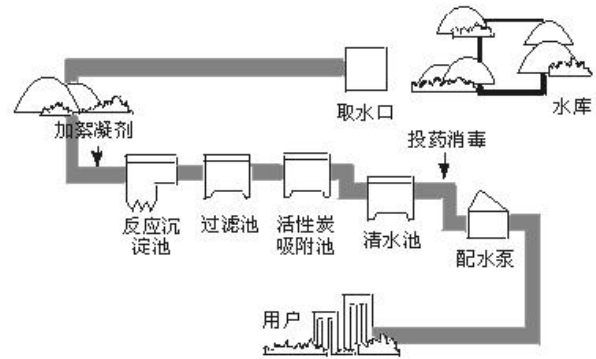 取水口
水库
加絮凝剂
投药消毒
反应沉
淀池
过滤池
活性炭
吸附池
清水池
配水泵
用户